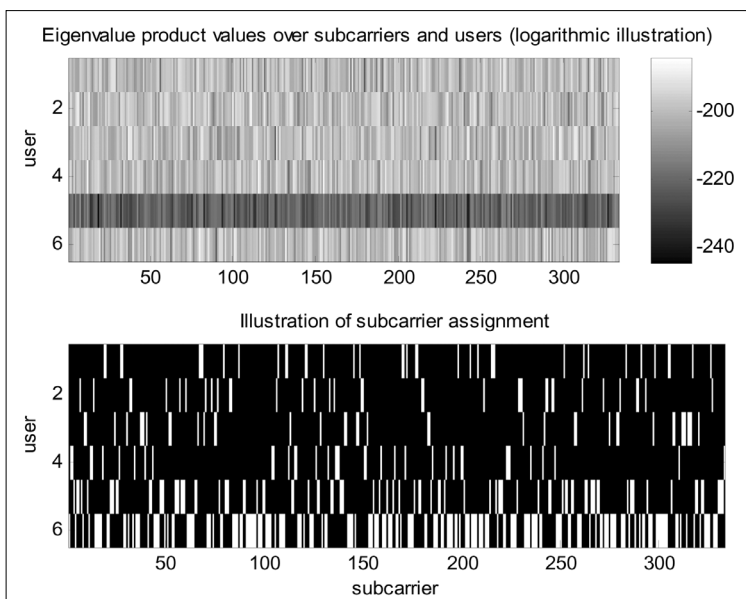 Eigenvalue product values over subcarriers and users (logarithmic illustration)
user
2
4
6
50 100 150 200 250 300
-200
-220
-240
Illustration of subcarrier assignment
user
2
4
6
50 100 150 200 250 300
subcarrier